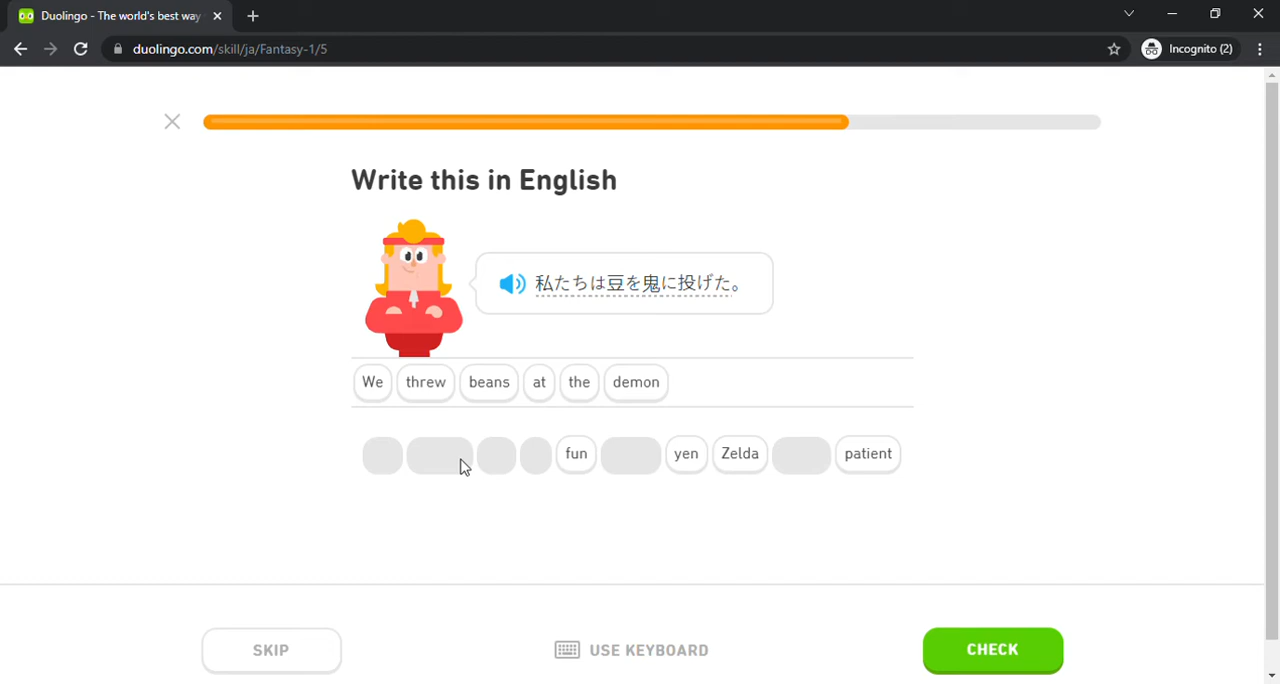 Duolingo - The world's best way
duolingo.com/skill/ja/Fantasy-1/5
Incognito (2)
Write this in English
私たちは豆を鬼に投げた。
We threw beans at the demon
fun yen Zelda patient
SKIP
USE KEYBOARD
CHECK